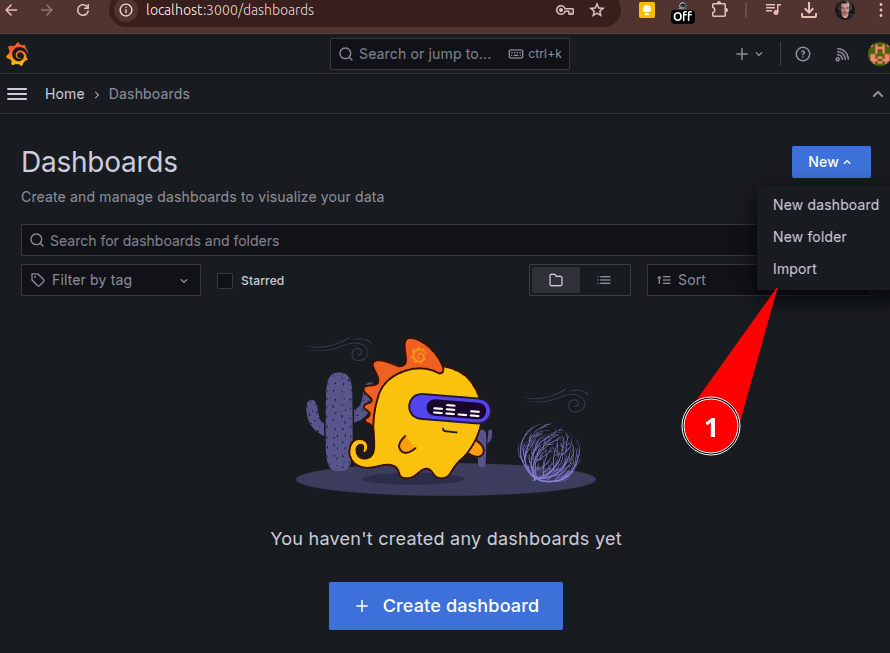 localhost:3000/dashboards
Off
Search or jump to... ctrl+k
Home › Dashboards
Dashboards
New
Create and manage dashboards to visualize your data
New dashboard
New folder
Import
Search for dashboards and folders
Filter by tag
Starred
Sort
1
You haven't created any dashboards yet
+ Create dashboard